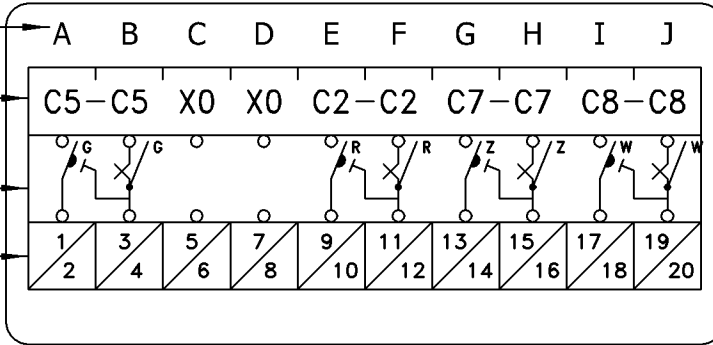 A B C D E F G H I J
C5-C5 X0 X0 C2-C2 C7-C7 C8-C8
G G R R Z Z W W
1 3 5 7 9 11 13 15 17 19
2 4 6 8 10 12 14 16 18 20